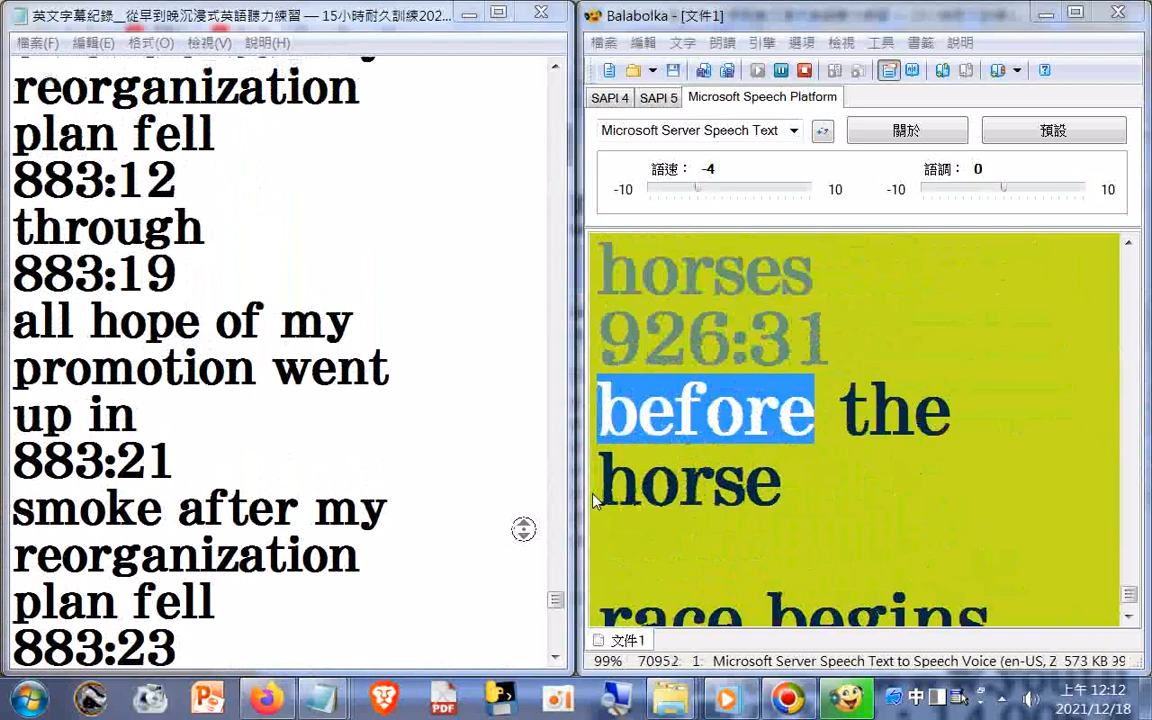 英文字幕紀錄__從早到晚沉浸式英語聽力練習 — 15小時耐久訓練202...
檔案(F) 編輯(E) 格式(O) 檢視(V) 說明(H)
reorganization
plan fell
883:12
through
883:19
all hope of my
promotion went
up in
883:21
smoke after my
reorganization
plan fell
883:23
Balabolka - [文件1]
檔案 編輯 文字 朗讀 引擎 選項 檢視 工具 書籤 說明
SAPI 4 SAPI 5 Microsoft Speech Platform
Microsoft Server Speech Text 關於 預設
語速： -4 語調： 0
-10 10 -10 10
horses
926:31
before the
horse
race begins
文件1
99% 70952 1: Microsoft Server Speech Text to Speech Voice (en-US, Z 573 KB 99
PDF 中 上午 12:12
2021/12/18